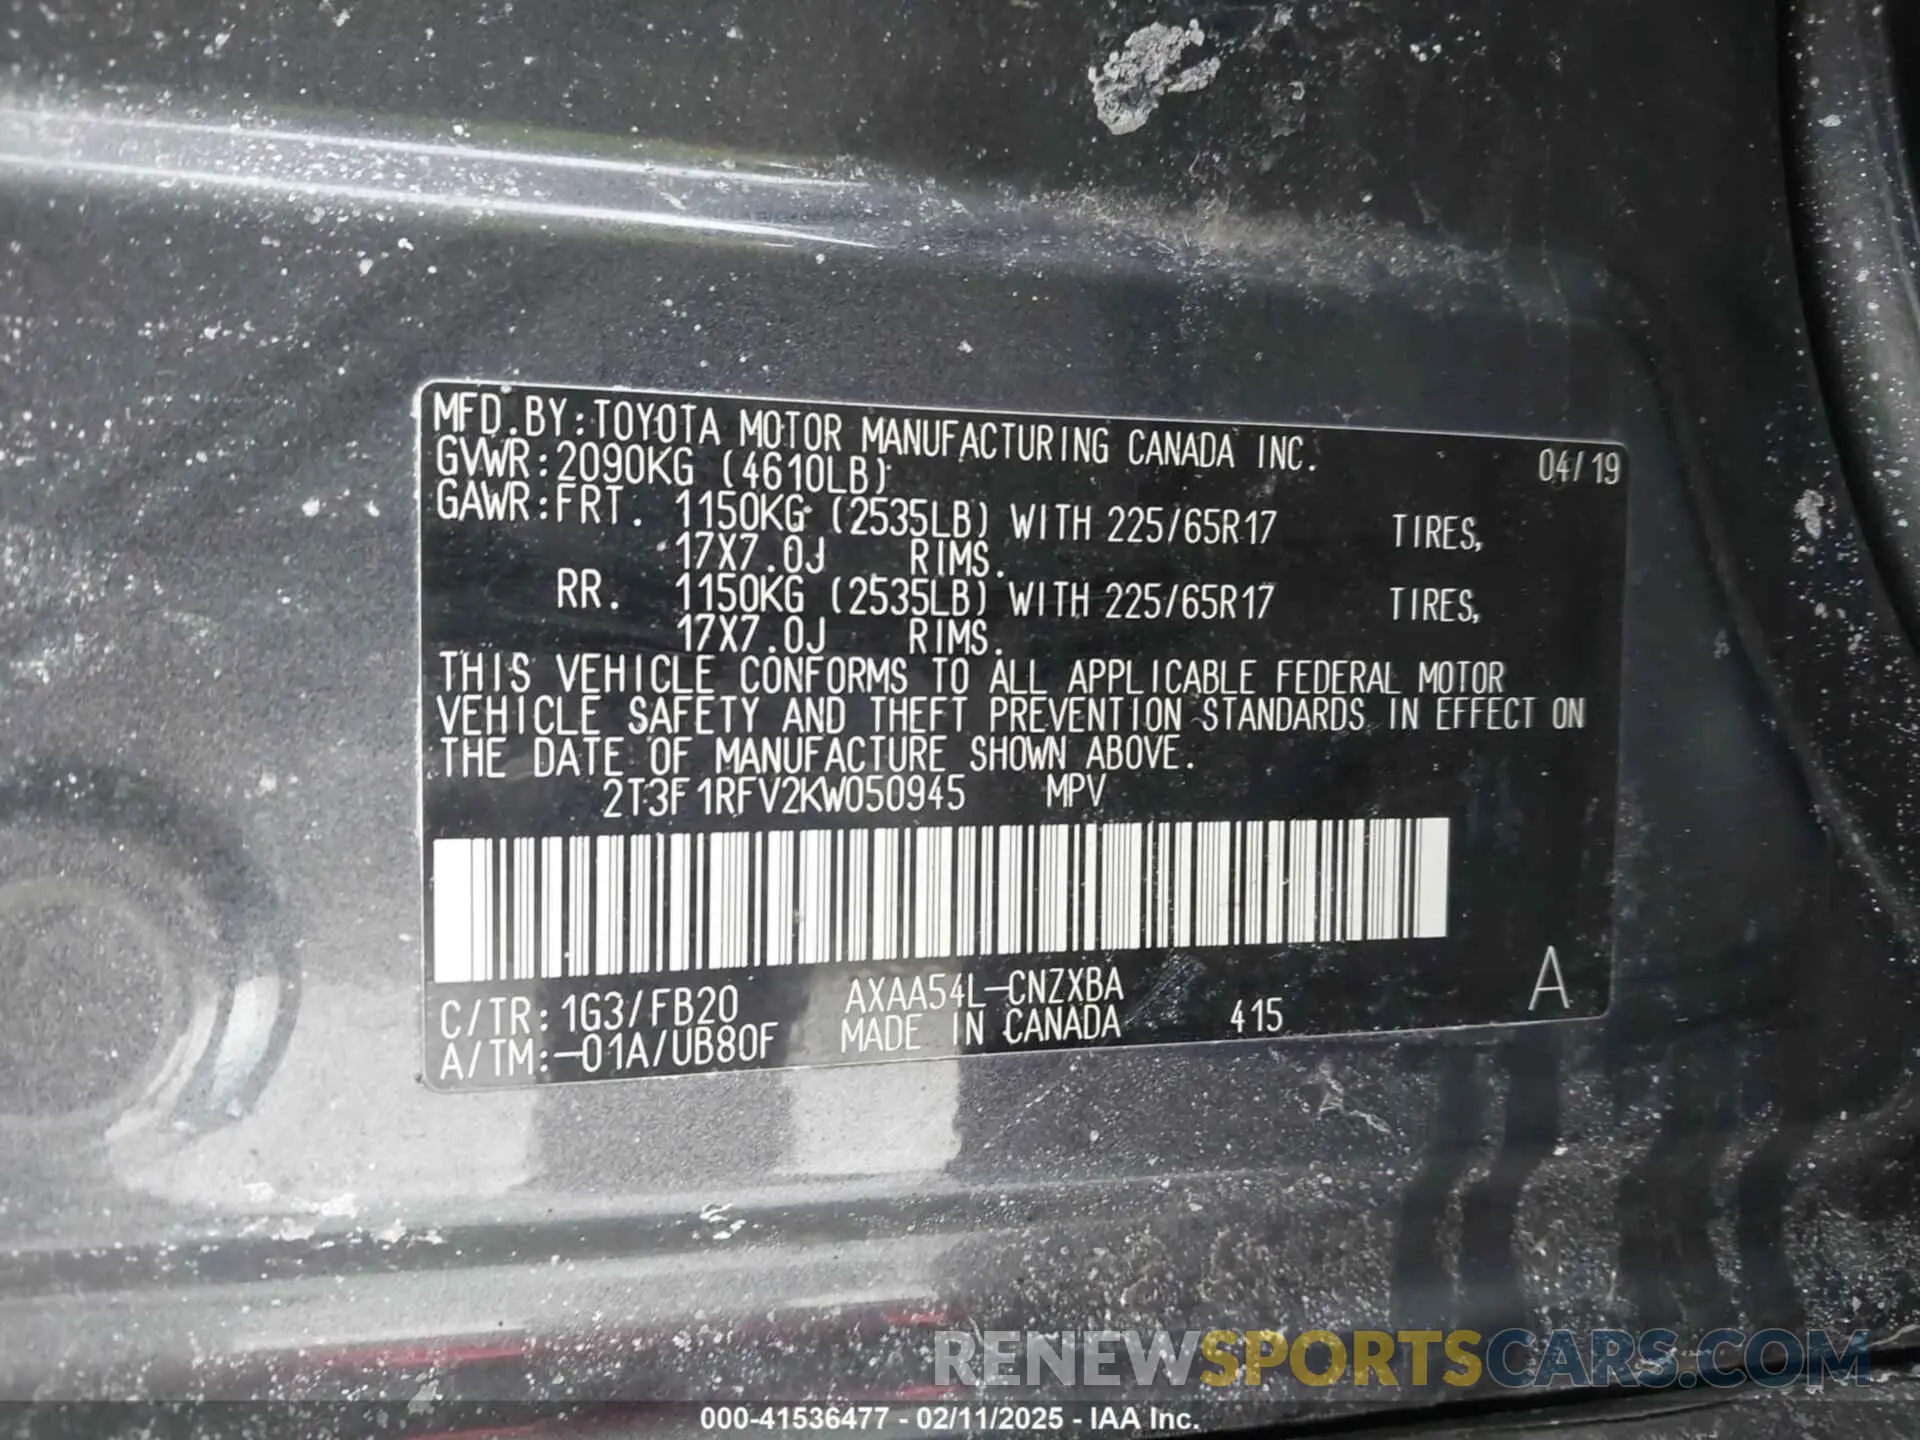 MFD.BY:TOYOTA MOTOR MANUFACTURING CANADA INC. 04/19
GVWR:2090KG (4610LB)
GAWR:FRT. 1150KG (2535LB) WITH 225/65R17 TIRES,
17X7.0J RIMS.
RR. 1150KG (2535LB) WITH 225/65R17 TIRES,
17X7.0J RIMS.
THIS VEHICLE CONFORMS TO ALL APPLICABLE FEDERAL MOTOR
VEHICLE SAFETY AND THEFT PREVENTION STANDARDS IN EFFECT ON
THE DATE OF MANUFACTURE SHOWN ABOVE.
2T3F1RFV2KW050945 MPV
C/TR:1G3/FB20 AXAA54L-CNZXBA A
A/TM:-01A/UB80F MADE IN CANADA 415
RENEWSPORTSCARS.COM
000-41536477 - 02/11/2025 - IAA Inc.